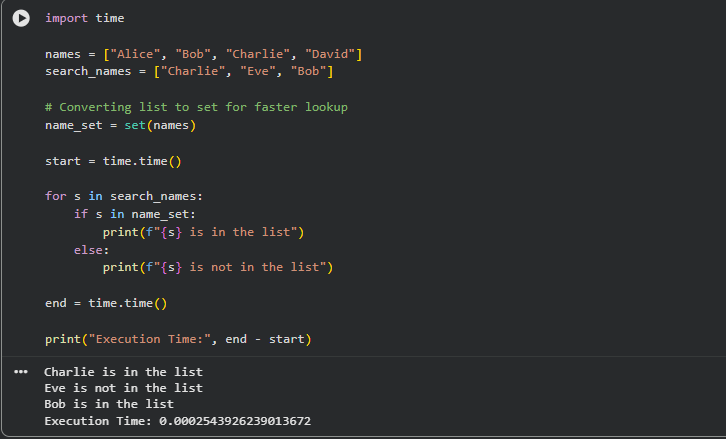 import time
names = ["Alice", "Bob", "Charlie", "David"]
search_names = ["Charlie", "Eve", "Bob"]
# Converting list to set for faster lookup
name_set = set(names)
start = time.time()
for s in search_names:
    if s in name_set:
        print(f"{s} is in the list")
    else:
        print(f"{s} is not in the list")
end = time.time()
print("Execution Time:", end - start)
Charlie is in the list
Eve is not in the list
Bob is in the list
Execution Time: 0.0002543926239013672